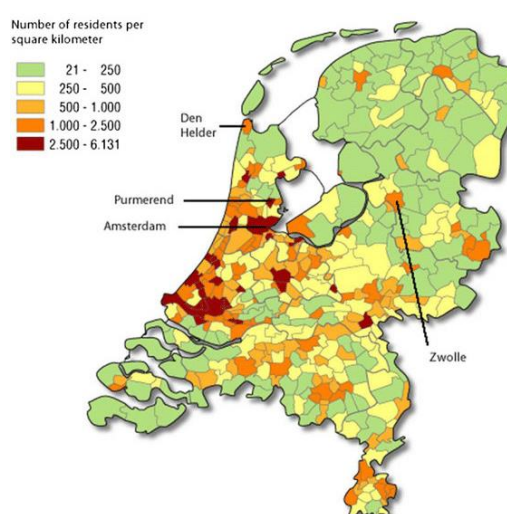 Number of residents per
square kilometer
21 - 250
250 - 500
500 - 1.000
1.000 - 2.500
2.500 - 6.131
Den
Helder
Purmerend
Amsterdam
Zwolle